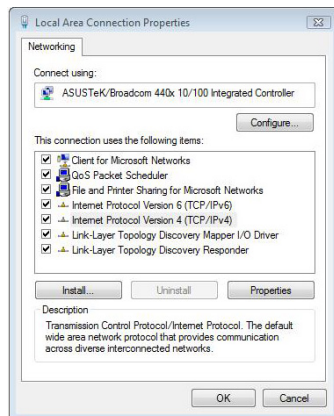 Local Area Connection Properties
Networking
Connect using:
ASUSTeK/Broadcom 440x 10/100 Integrated Controller
Configure...
This connection uses the following items:
Client for Microsoft Networks
QoS Packet Scheduler
File and Printer Sharing for Microsoft Networks
Internet Protocol Version 6 (TCP/IPv6)
Internet Protocol Version 4 (TCP/IPv4)
Link-Layer Topology Discovery Mapper I/O Driver
Link-Layer Topology Discovery Responder
Install... Uninstall Properties
Description
Transmission Control Protocol/Internet Protocol. The default
wide area network protocol that provides communication
across diverse interconnected networks.
OK Cancel